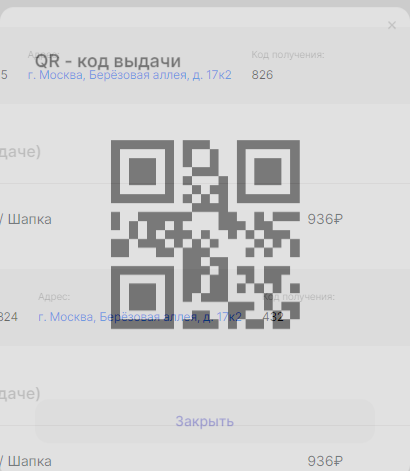 ×
Адрес:
Код получения:
QR - код выдачи
5
г. Москва, Берёзовая аллея, д. 17к2
826
даче)
/ Шапка
936₽
Адрес:
Код получения:
324
г. Москва, Берёзовая аллея, д. 17к2
432
даче)
Закрыть
/ Шапка
936₽